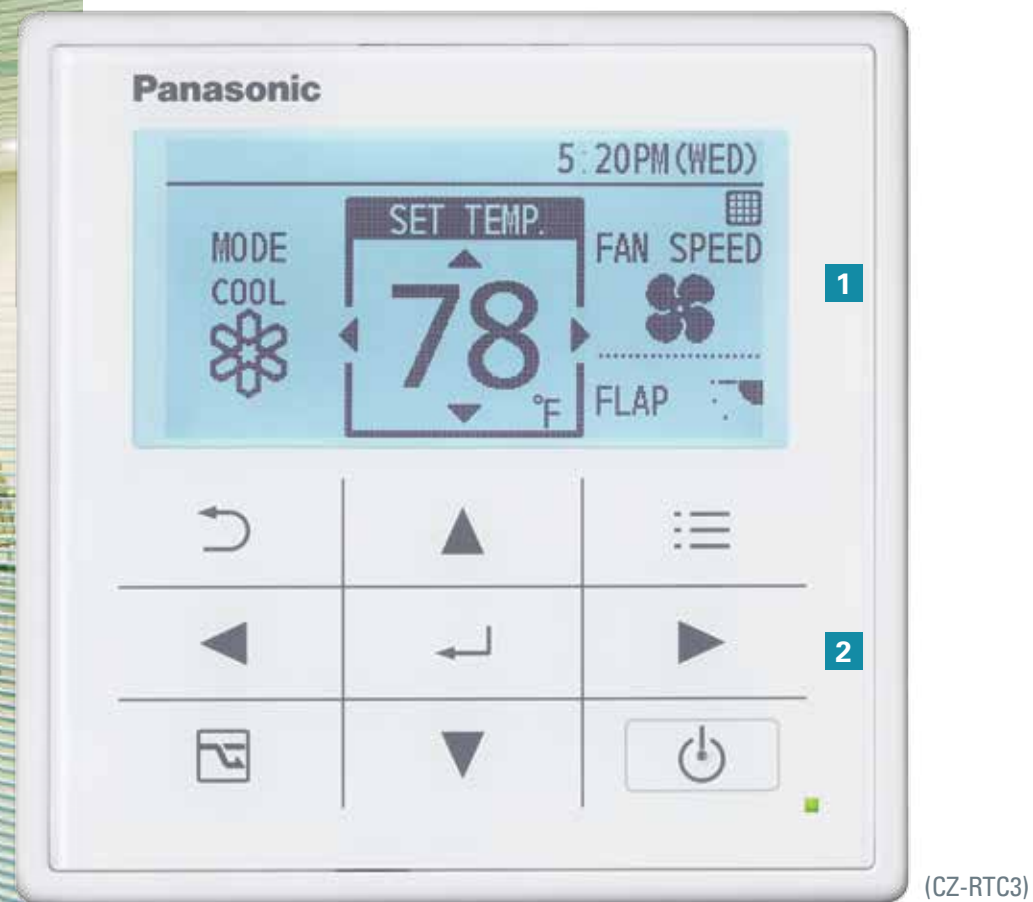 Panasonic
5:20PM(WED)
SET TEMP.
MODE
COOL
78
°F
FAN SPEED
FLAP
1
2
(CZ-RTC3)